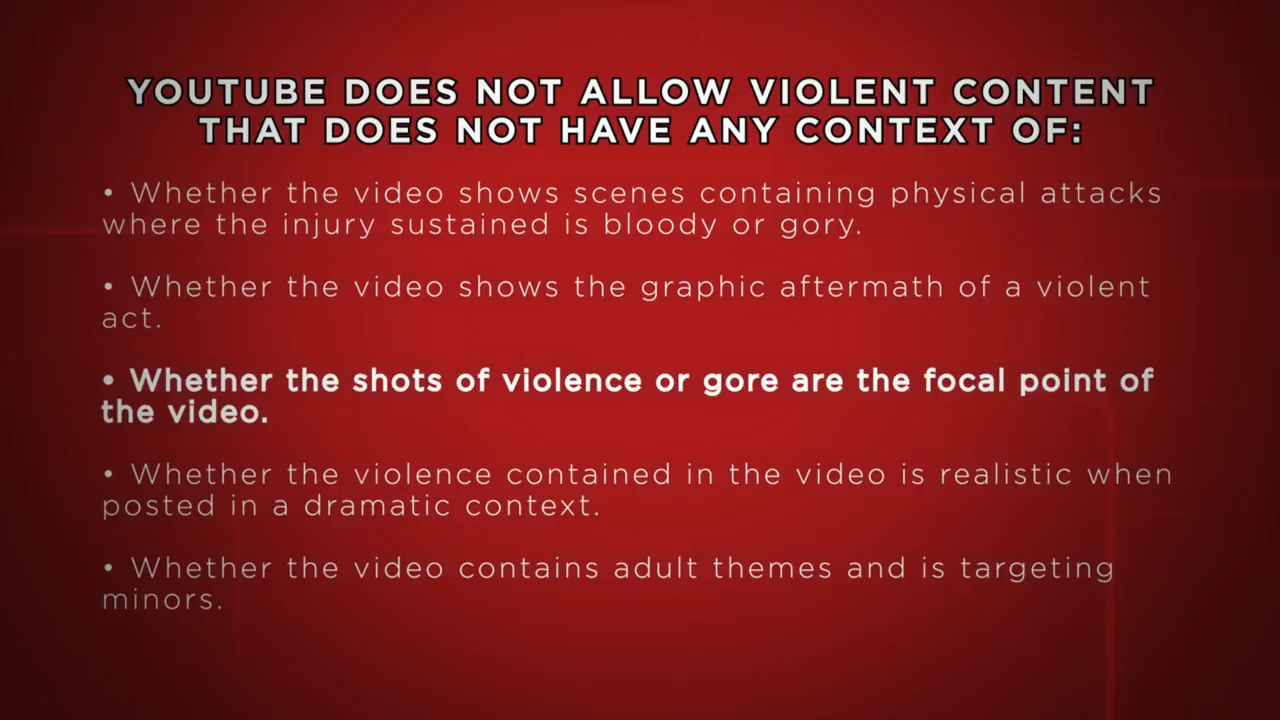 YOUTUBE DOES NOT ALLOW VIOLENT CONTENT
THAT DOES NOT HAVE ANY CONTEXT OF:
• Whether the video shows scenes containing physical attacks
where the injury sustained is bloody or gory.
• Whether the video shows the graphic aftermath of a violent
act.
• Whether the shots of violence or gore are the focal point of
the video.
• Whether the violence contained in the video is realistic when
posted in a dramatic context.
• Whether the video contains adult themes and is targeting
minors.